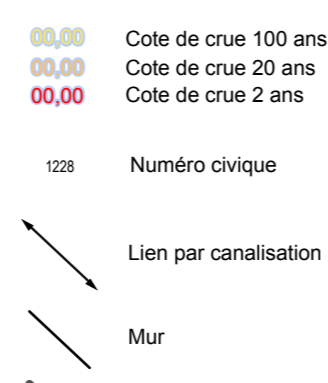 00,00 Cote de crue 100 ans
00,00 Cote de crue 20 ans
00,00 Cote de crue 2 ans
1228 Numéro civique
Lien par canalisation
Mur